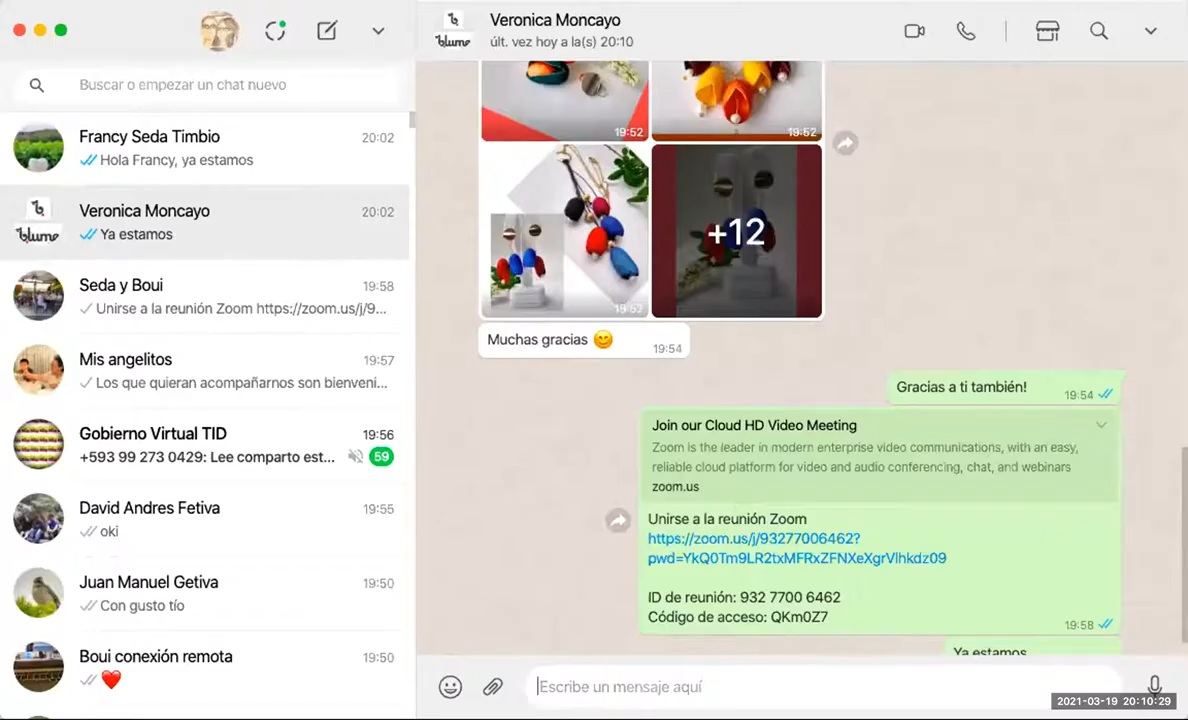 Buscar o empezar un chat nuevo
Francy Seda Timbio 20:02
Hola Francy, ya estamos
blume
Veronica Moncayo 20:02
Ya estamos
Seda y Boui 19:58
Unirse a la reunión Zoom https://zoom.us/j/9...
Mis angelitos 19:57
Los que quieran acompañarnos son bienveni...
Gobierno Virtual TID 19:56
+593 99 273 0429: Lee comparto est... 59
David Andres Fetiva 19:55
oki
Juan Manuel Getiva 19:50
Con gusto tío
Boui conexión remota 19:50
❤️
blume
Veronica Moncayo
últ. vez hoy a la(s) 20:10
19:52 19:52
19:53
+12
Muchas gracias 😊 19:54
Gracias a ti también! 19:54
Join our Cloud HD Video Meeting
Zoom is the leader in modern enterprise video communications, with an easy,
reliable cloud platform for video and audio conferencing, chat, and webinars
zoom.us
Unirse a la reunión Zoom
https://zoom.us/j/93277006462?
pwd=YkQ0Tm9LR2txMFRxZFNXeXgrVlhkdz09
ID de reunión: 932 7700 6462
Código de acceso: QKm0Z7
19:58
Ya estamos
Escribe un mensaje aquí
2021-03-19 20:10:29